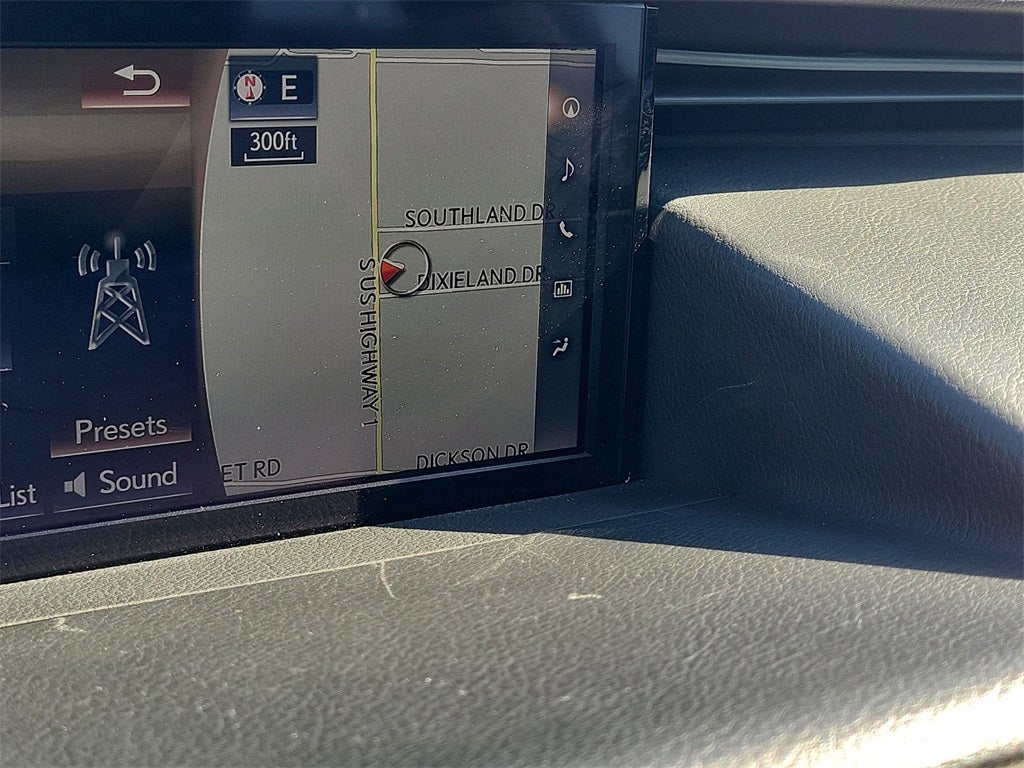 N E
300ft
SOUTHLAND DR
DIXIELAND DR
S US HIGHWAY 1
Presets
DICKSON DR
ET RD
Sound
List